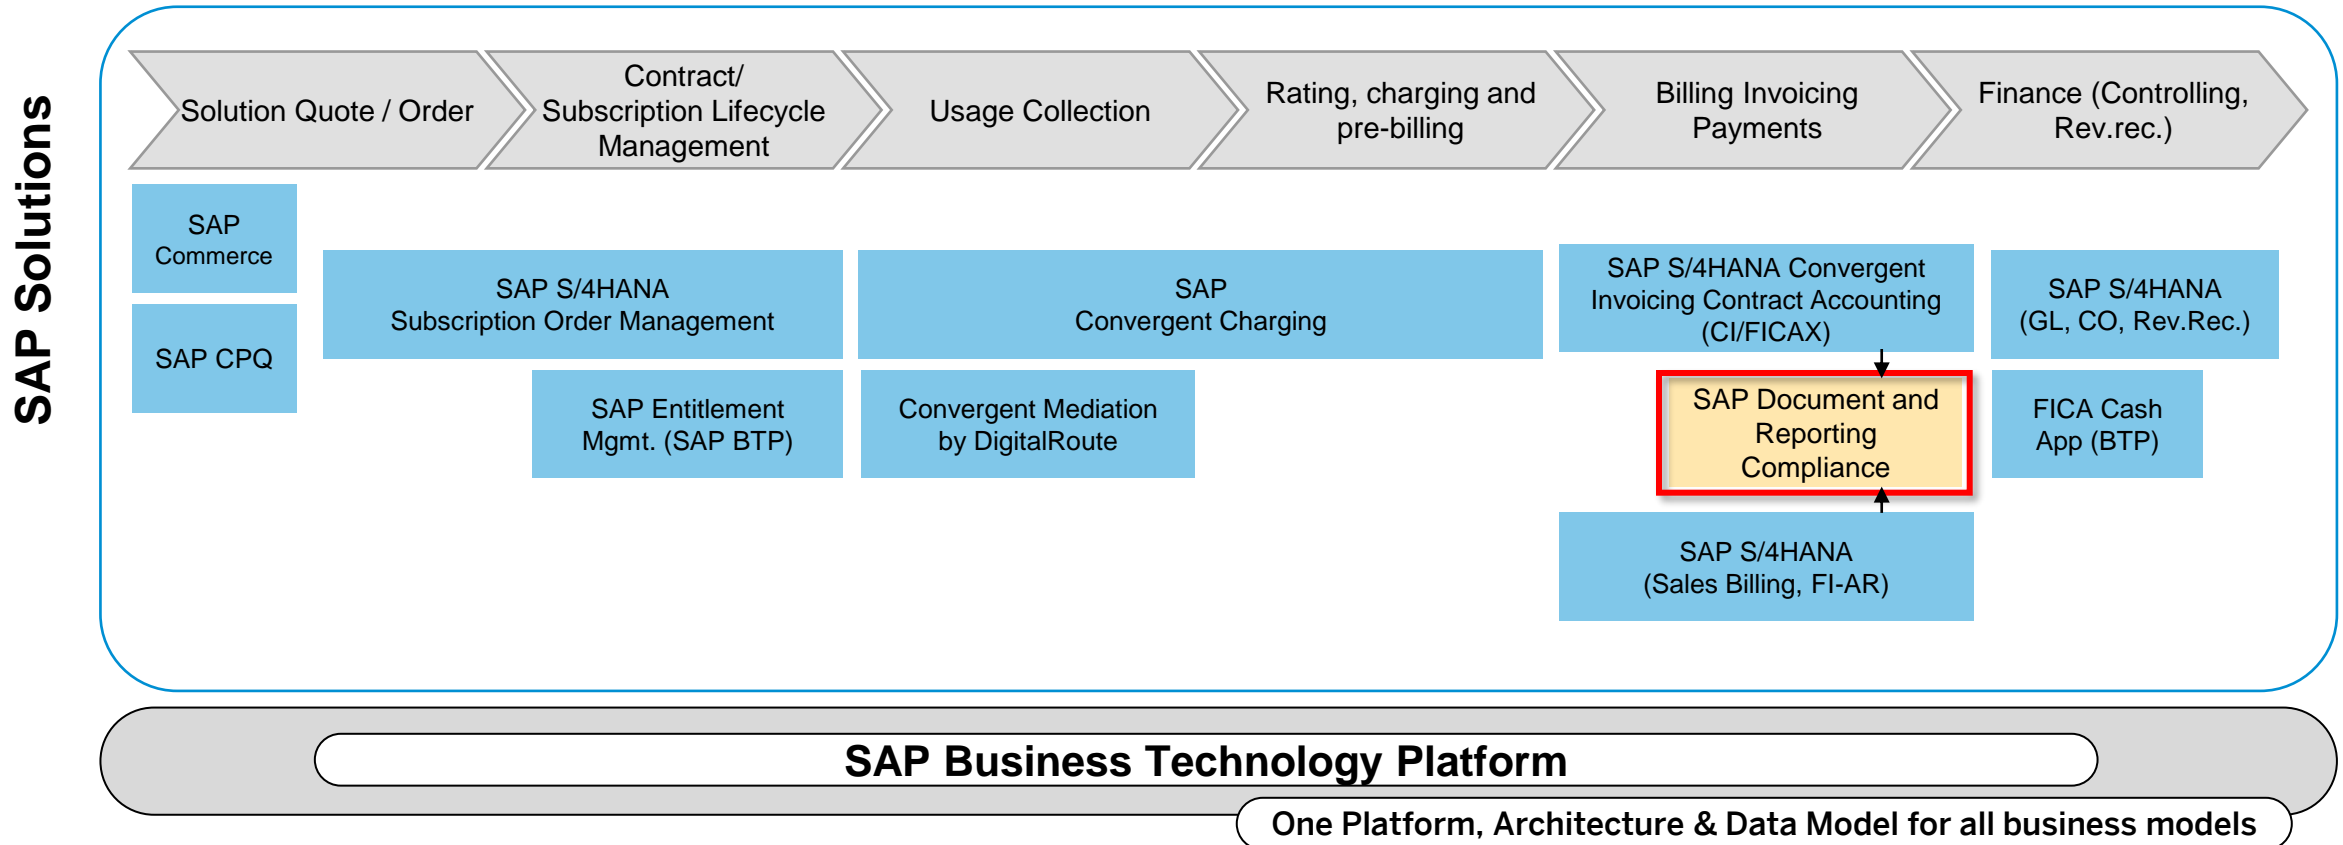 SAP Solutions
Solution Quote / Order
Contract/
Subscription Lifecycle
Management
Usage Collection
Rating, charging and
pre-billing
Billing Invoicing
Payments
Finance (Controlling,
Rev.rec.)
SAP
Commerce
SAP CPQ
SAP S/4HANA
Subscription Order Management
SAP Entitlement
Mgmt. (SAP BTP)
SAP
Convergent Charging
Convergent Mediation
by DigitalRoute
SAP S/4HANA Convergent
Invoicing Contract Accounting
(CI/FICAX)
SAP Document and
Reporting
Compliance
SAP S/4HANA
(Sales Billing, FI-AR)
SAP S/4HANA
(GL, CO, Rev.Rec.)
FICA Cash
App (BTP)
SAP Business Technology Platform
One Platform, Architecture & Data Model for all business models